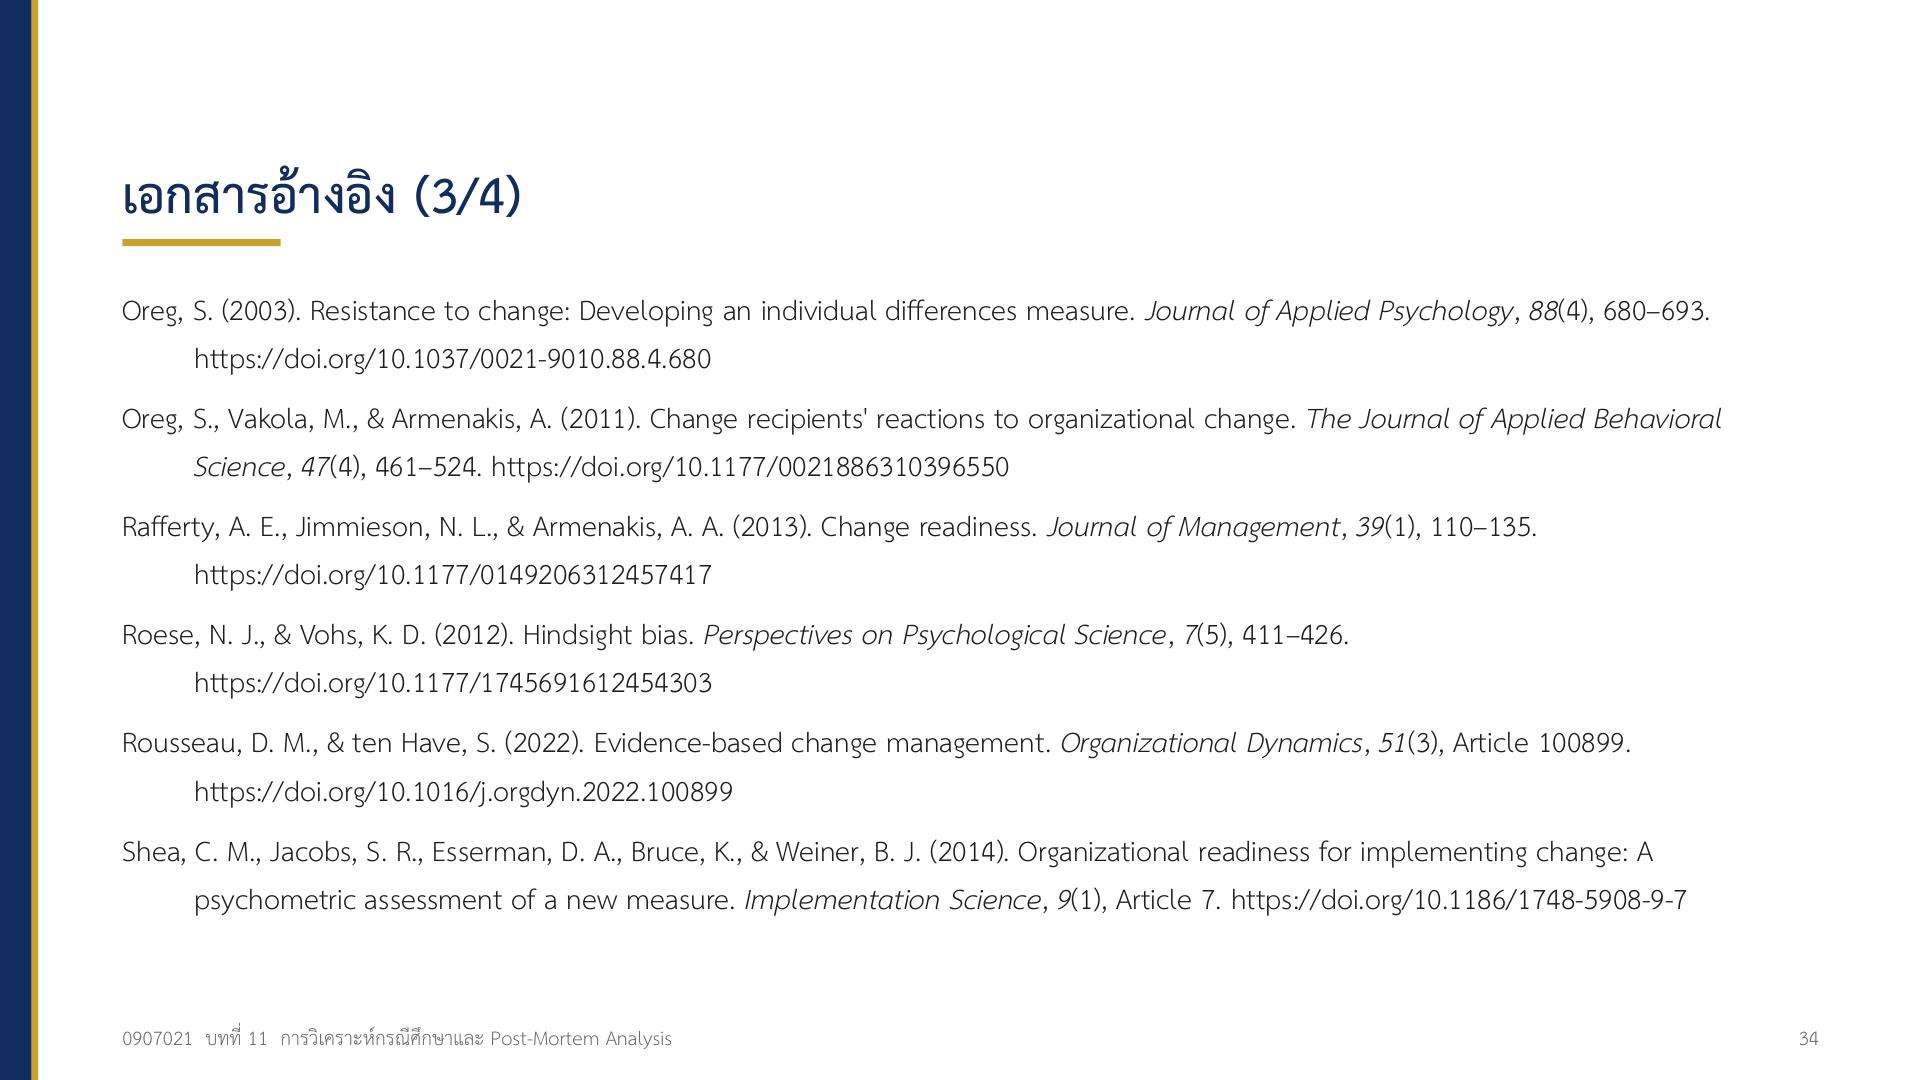 เอกสารอ้างอิง (3/4)
Oreg, S. (2003). Resistance to change: Developing an individual differences measure. Journal of Applied Psychology, 88(4), 680–693.
https://doi.org/10.1037/0021-9010.88.4.680
Oreg, S., Vakola, M., & Armenakis, A. (2011). Change recipients' reactions to organizational change. The Journal of Applied Behavioral
Science, 47(4), 461–524. https://doi.org/10.1177/0021886310396550
Rafferty, A. E., Jimmieson, N. L., & Armenakis, A. A. (2013). Change readiness. Journal of Management, 39(1), 110–135.
https://doi.org/10.1177/0149206312457417
Roese, N. J., & Vohs, K. D. (2012). Hindsight bias. Perspectives on Psychological Science, 7(5), 411–426.
https://doi.org/10.1177/1745691612454303
Rousseau, D. M., & ten Have, S. (2022). Evidence-based change management. Organizational Dynamics, 51(3), Article 100899.
https://doi.org/10.1016/j.orgdyn.2022.100899
Shea, C. M., Jacobs, S. R., Esserman, D. A., Bruce, K., & Weiner, B. J. (2014). Organizational readiness for implementing change: A
psychometric assessment of a new measure. Implementation Science, 9(1), Article 7. https://doi.org/10.1186/1748-5908-9-7
0907021 บทที่ 11 การวิเคราะห์กรณีศึกษาและ Post-Mortem Analysis
34